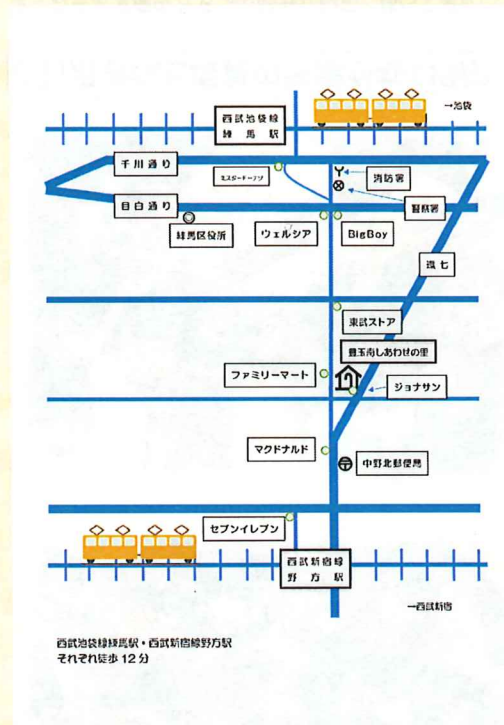 →池袋
西武池袋線
練馬駅
千川通り
ミスタードーナツ
消防署
目白通り
警察署
練馬区役所
ウェルシア
BigBoy
環七
東武ストア
豊玉南しあわせの里
ファミリーマート
ジョナサン
マクドナルド
中野北郵便局
セブンイレブン
西武新宿線
野方駅
→西武新宿
西武池袋線練馬駅・西武新宿線野方駅
それぞれ徒歩12分